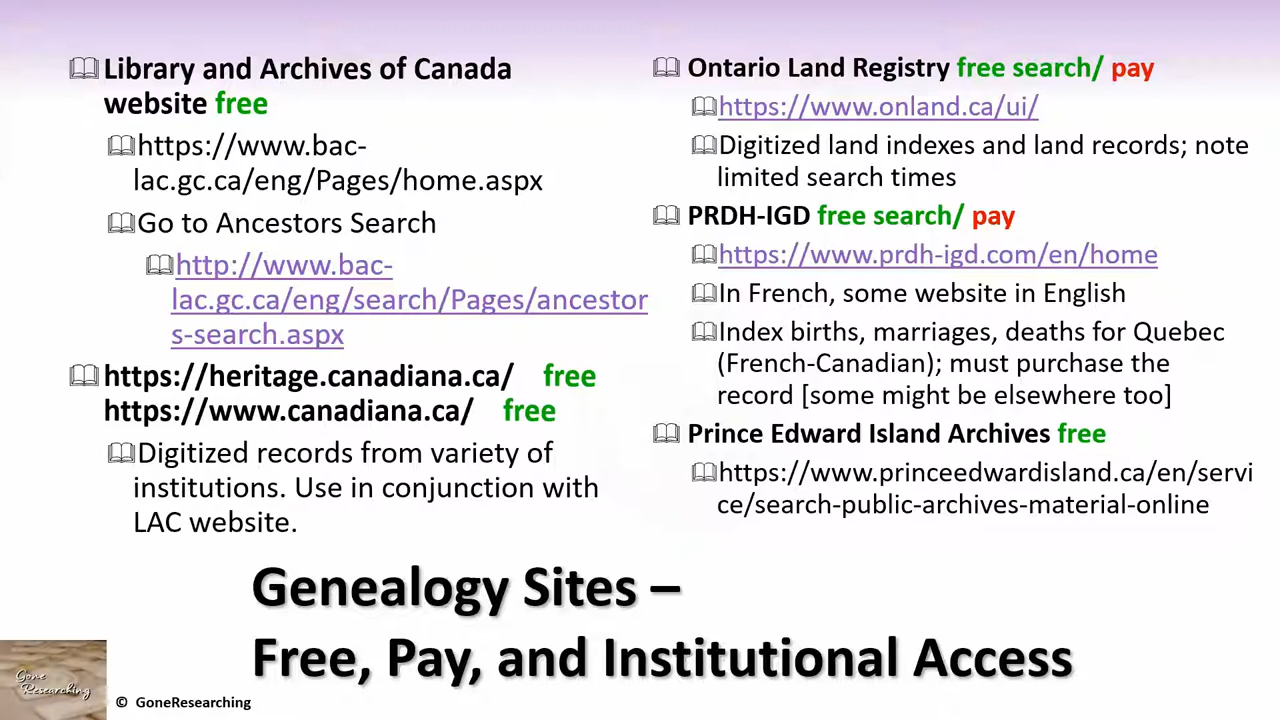 Library and Archives of Canada
website free
https://www.bac-
lac.gc.ca/eng/Pages/home.aspx
Go to Ancestors Search
http://www.bac-
lac.gc.ca/eng/search/Pages/ancestor
s-search.aspx
https://heritage.canadiana.ca/ free
https://www.canadiana.ca/ free
Digitized records from variety of
institutions. Use in conjunction with
LAC website.
Ontario Land Registry free search/ pay
https://www.onland.ca/ui/
Digitized land indexes and land records; note
limited search times
PRDH-IGD free search/ pay
https://www.prdh-igd.com/en/home
In French, some website in English
Index births, marriages, deaths for Quebec
(French-Canadian); must purchase the
record [some might be elsewhere too]
Prince Edward Island Archives free
https://www.princeedwardisland.ca/en/servi
ce/search-public-archives-material-online
Genealogy Sites –
Free, Pay, and Institutional Access
Gone
Researching
© GoneResearching